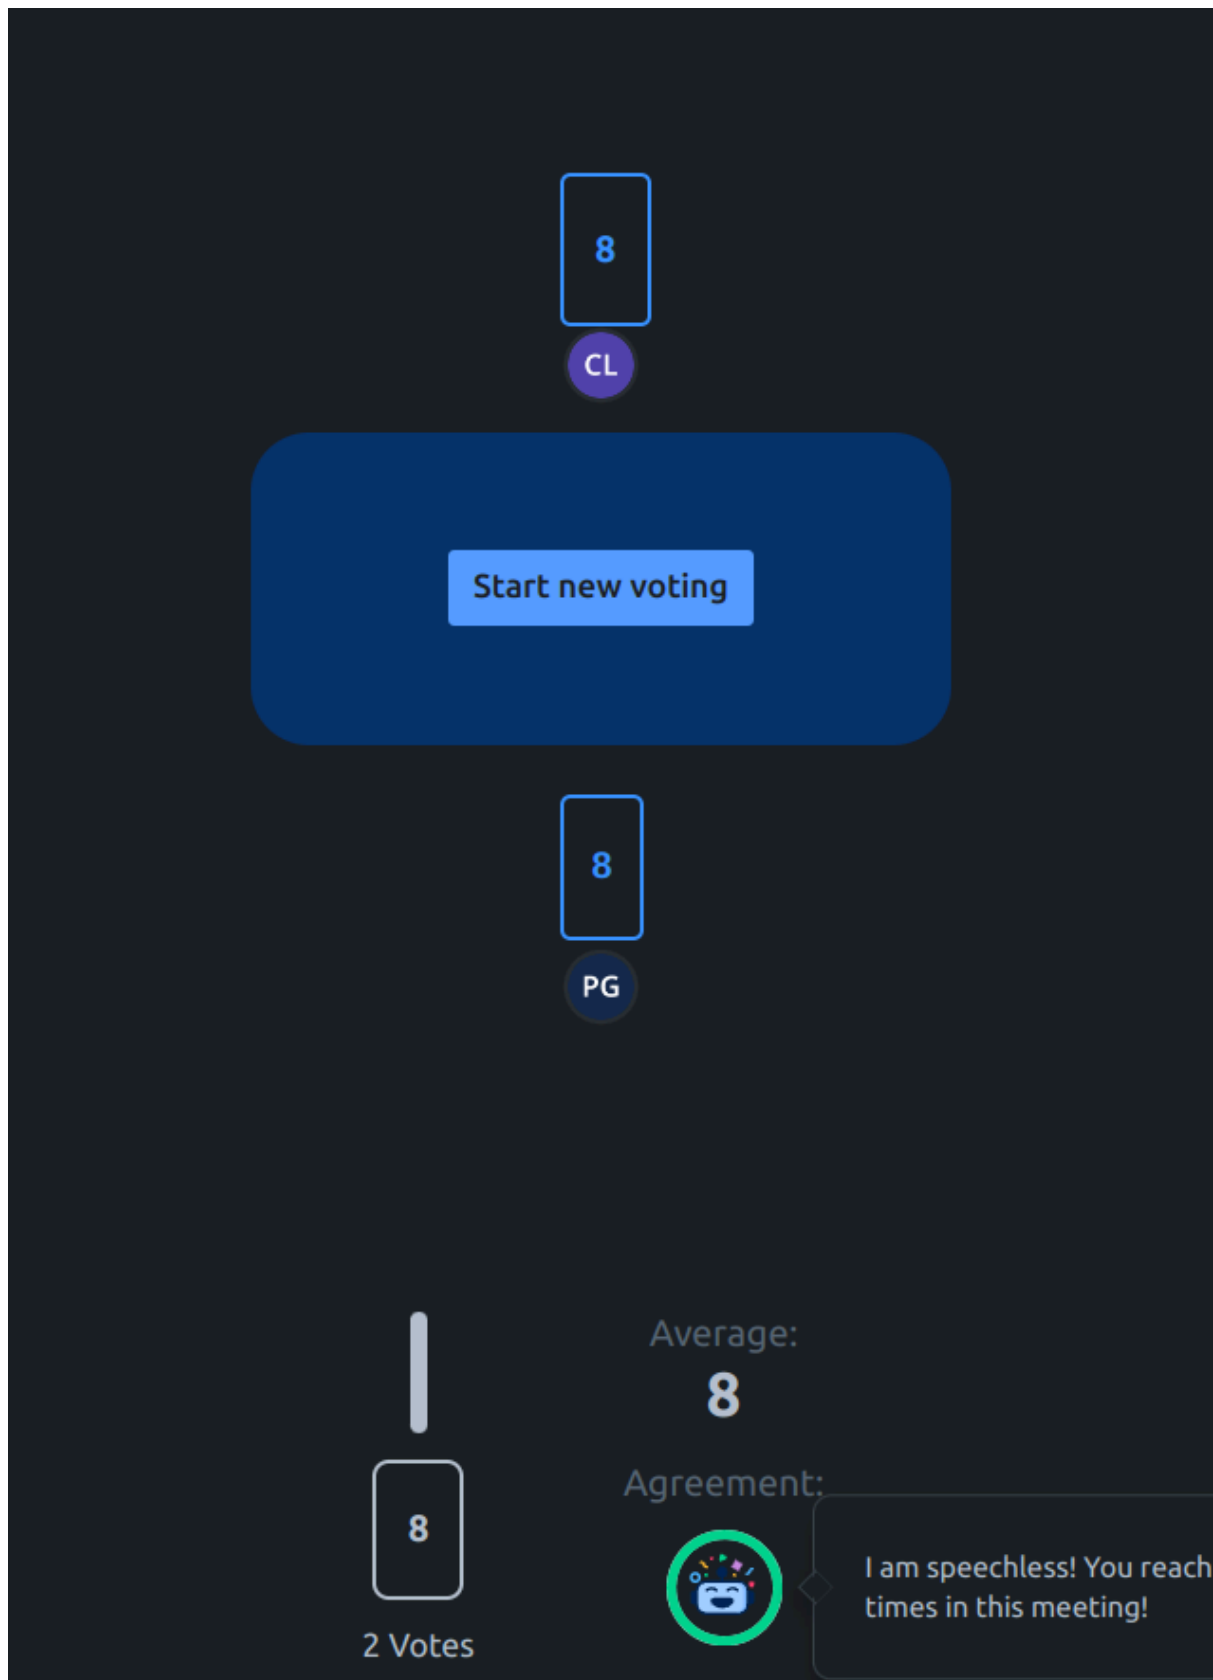 8
CL
Start new voting
8
PG
Average:
8
Agreement:
8
I am speechless! You reach
times in this meeting!
2 Votes